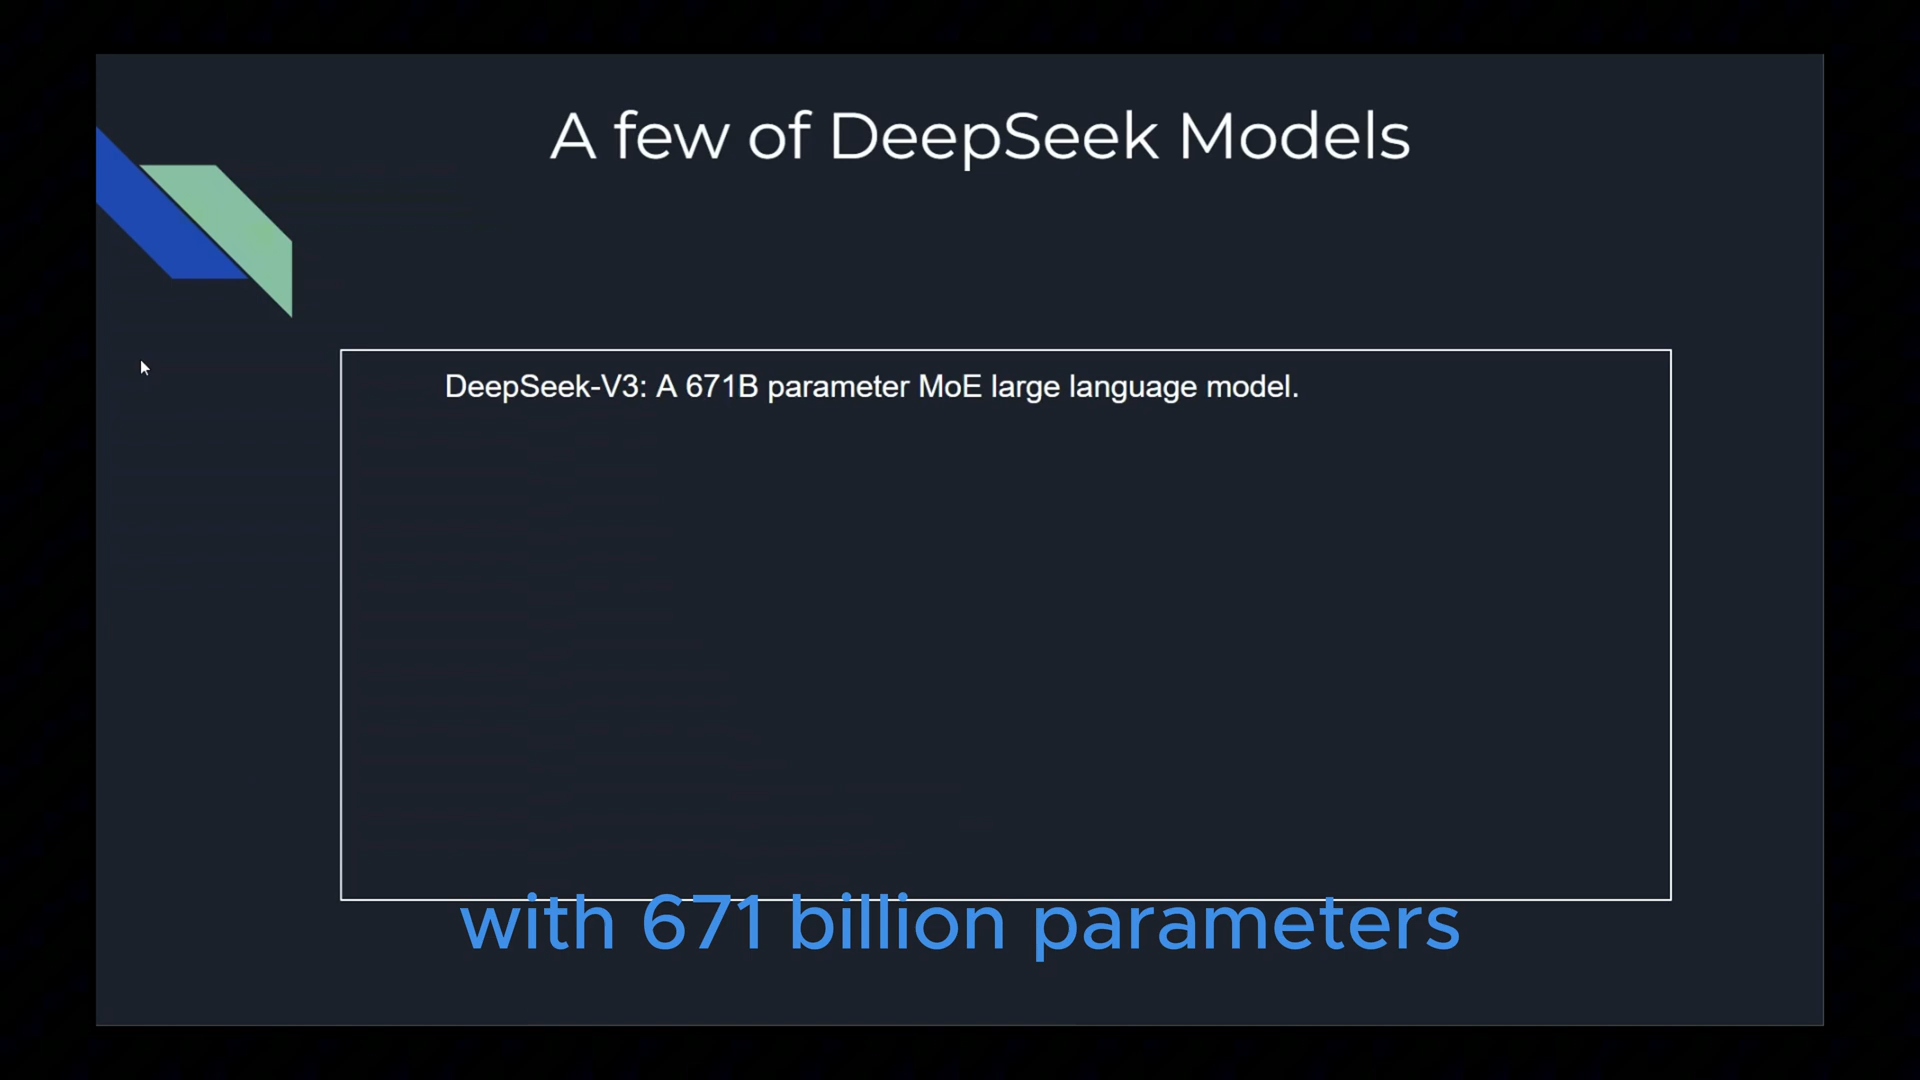 A few of DeepSeek Models
DeepSeek-V3: A 671B parameter MoE large language model.
with 671 billion parameters